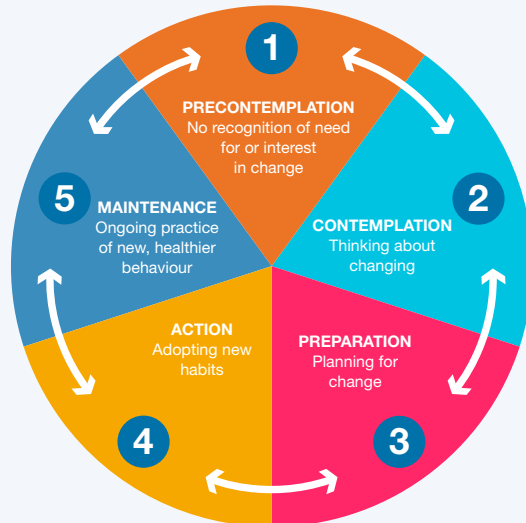 1
PRECONTEMPLATION
No recognition of need
for or interest
in change
2
CONTEMPLATION
Thinking about
changing
3
PREPARATION
Planning for
change
4
ACTION
Adopting new
habits
5
MAINTENANCE
Ongoing practice
of new, healthier
behaviour